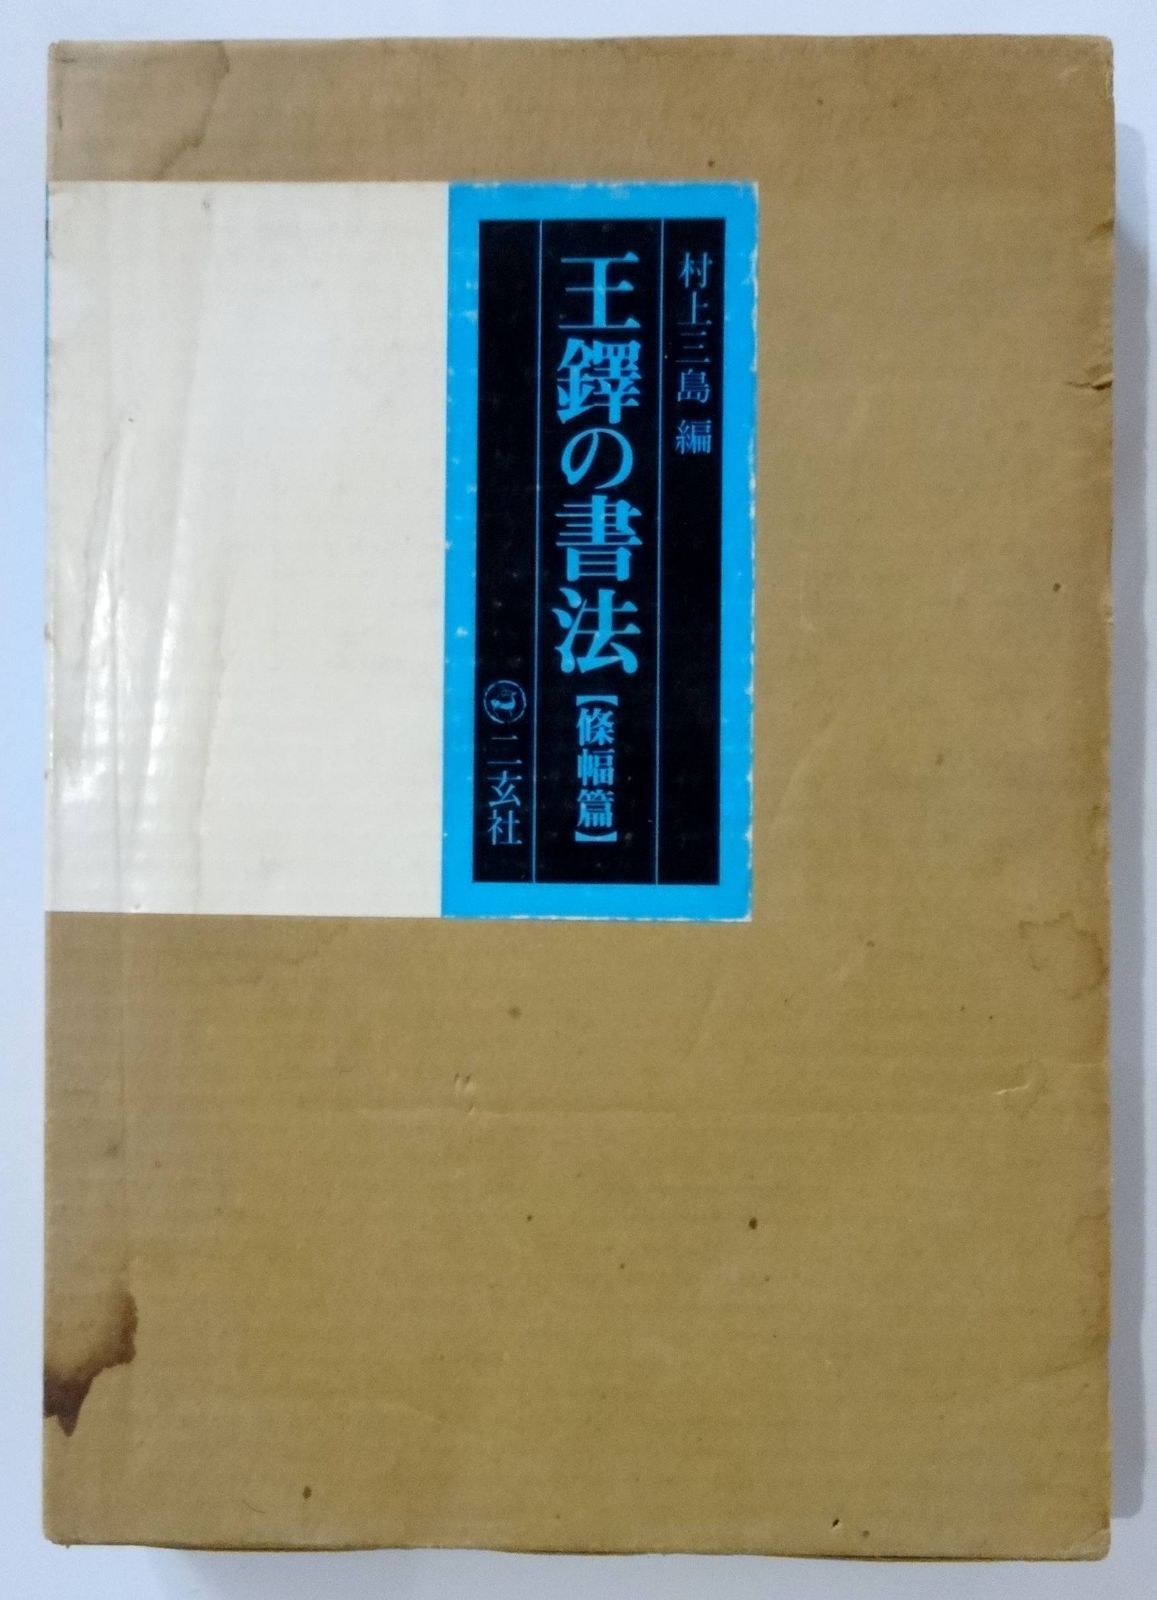 村上三島 編
王鐸の書法【條幅篇】
二玄社